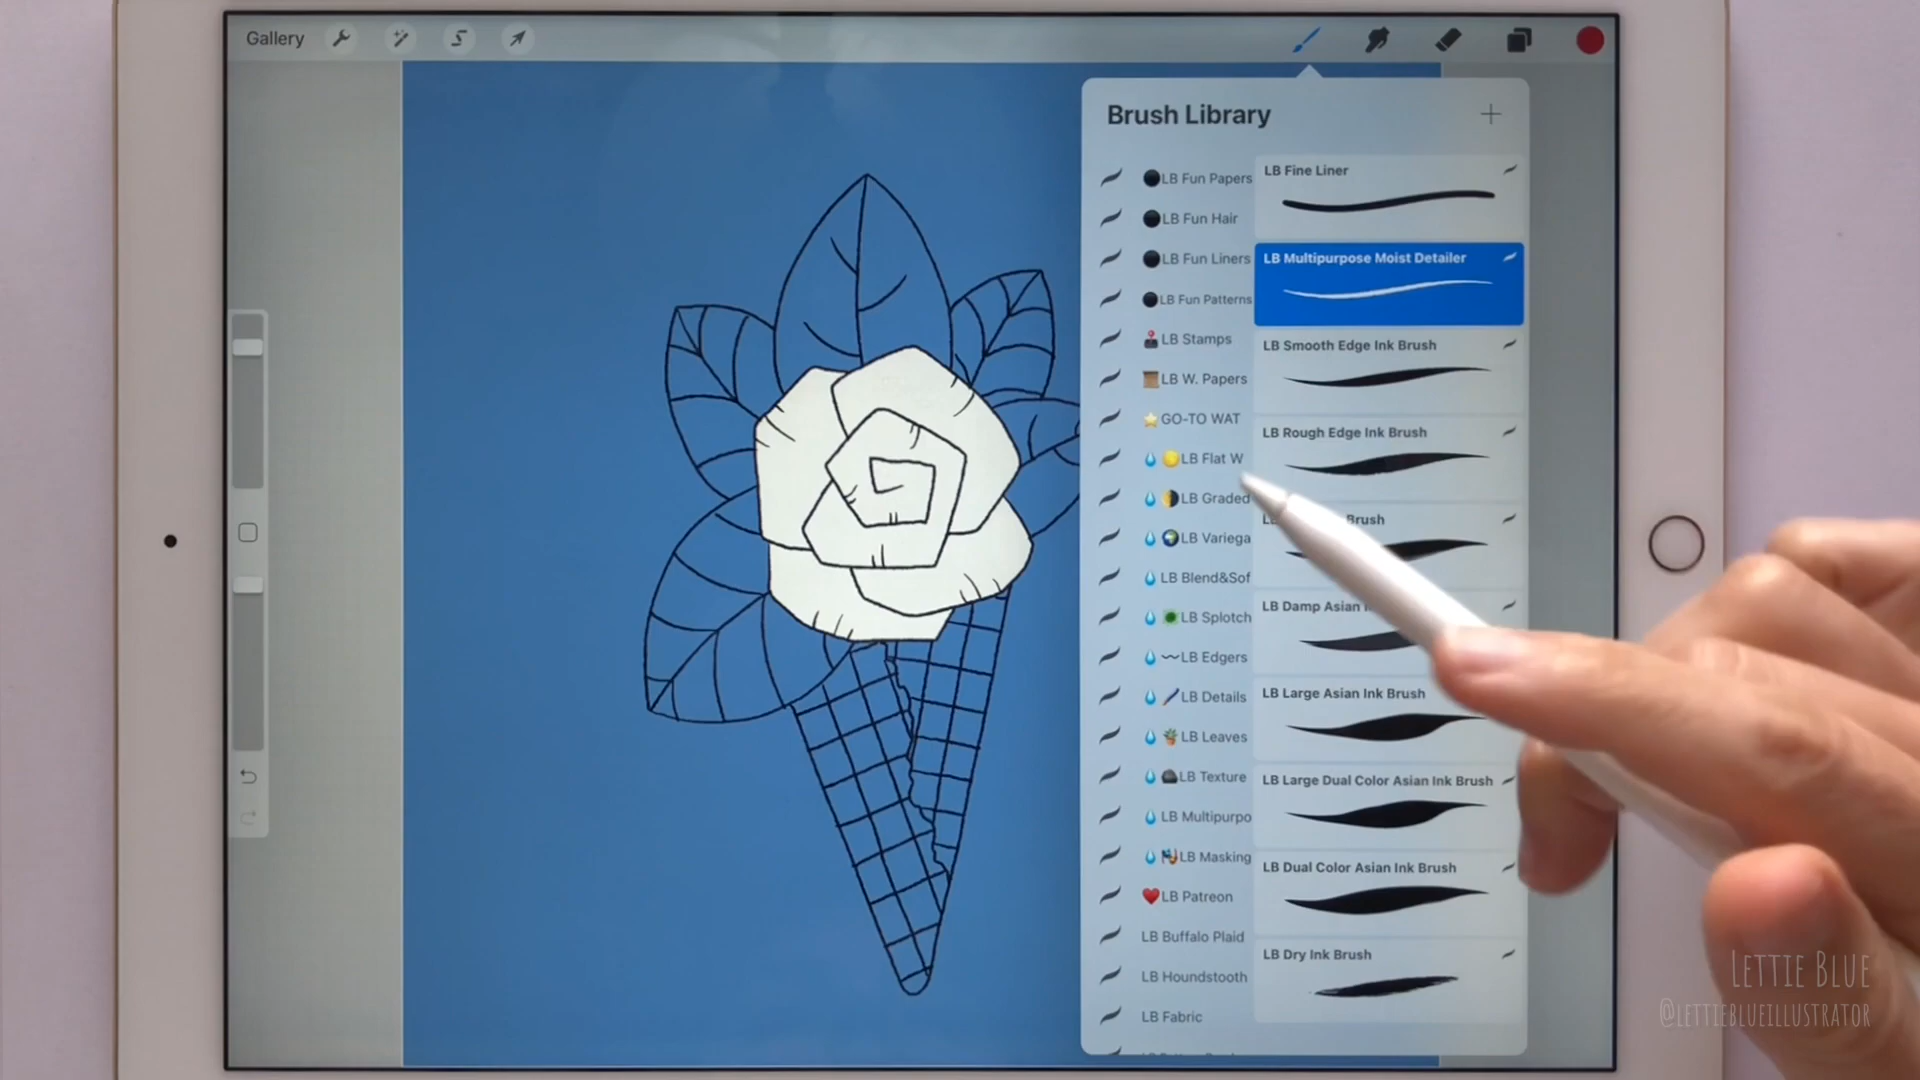 Gallery
Brush Library
LB Fun Papers
LB Fun Hair
LB Fun Liners
LB Fun Patterns
LB Stamps
LB W. Papers
GO-TO WAT
LB Flat W
LB Graded
LB Variega
LB Blend&Sof
LB Splotch
LB Edgers
LB Details
LB Leaves
LB Texture
LB Multipurpo
LB Masking
LB Patreon
LB Buffalo Plaid
LB Houndstooth
LB Fabric
LB Fine Liner
LB Multipurpose Moist Detailer
LB Smooth Edge Ink Brush
LB Rough Edge Ink Brush
Brush
LB Damp Asian
LB Large Asian Ink Brush
LB Large Dual Color Asian Ink Brush
LB Dual Color Asian Ink Brush
LB Dry Ink Brush
LETTIE BLUE
@LETTIEBLUEILLUSTRATOR